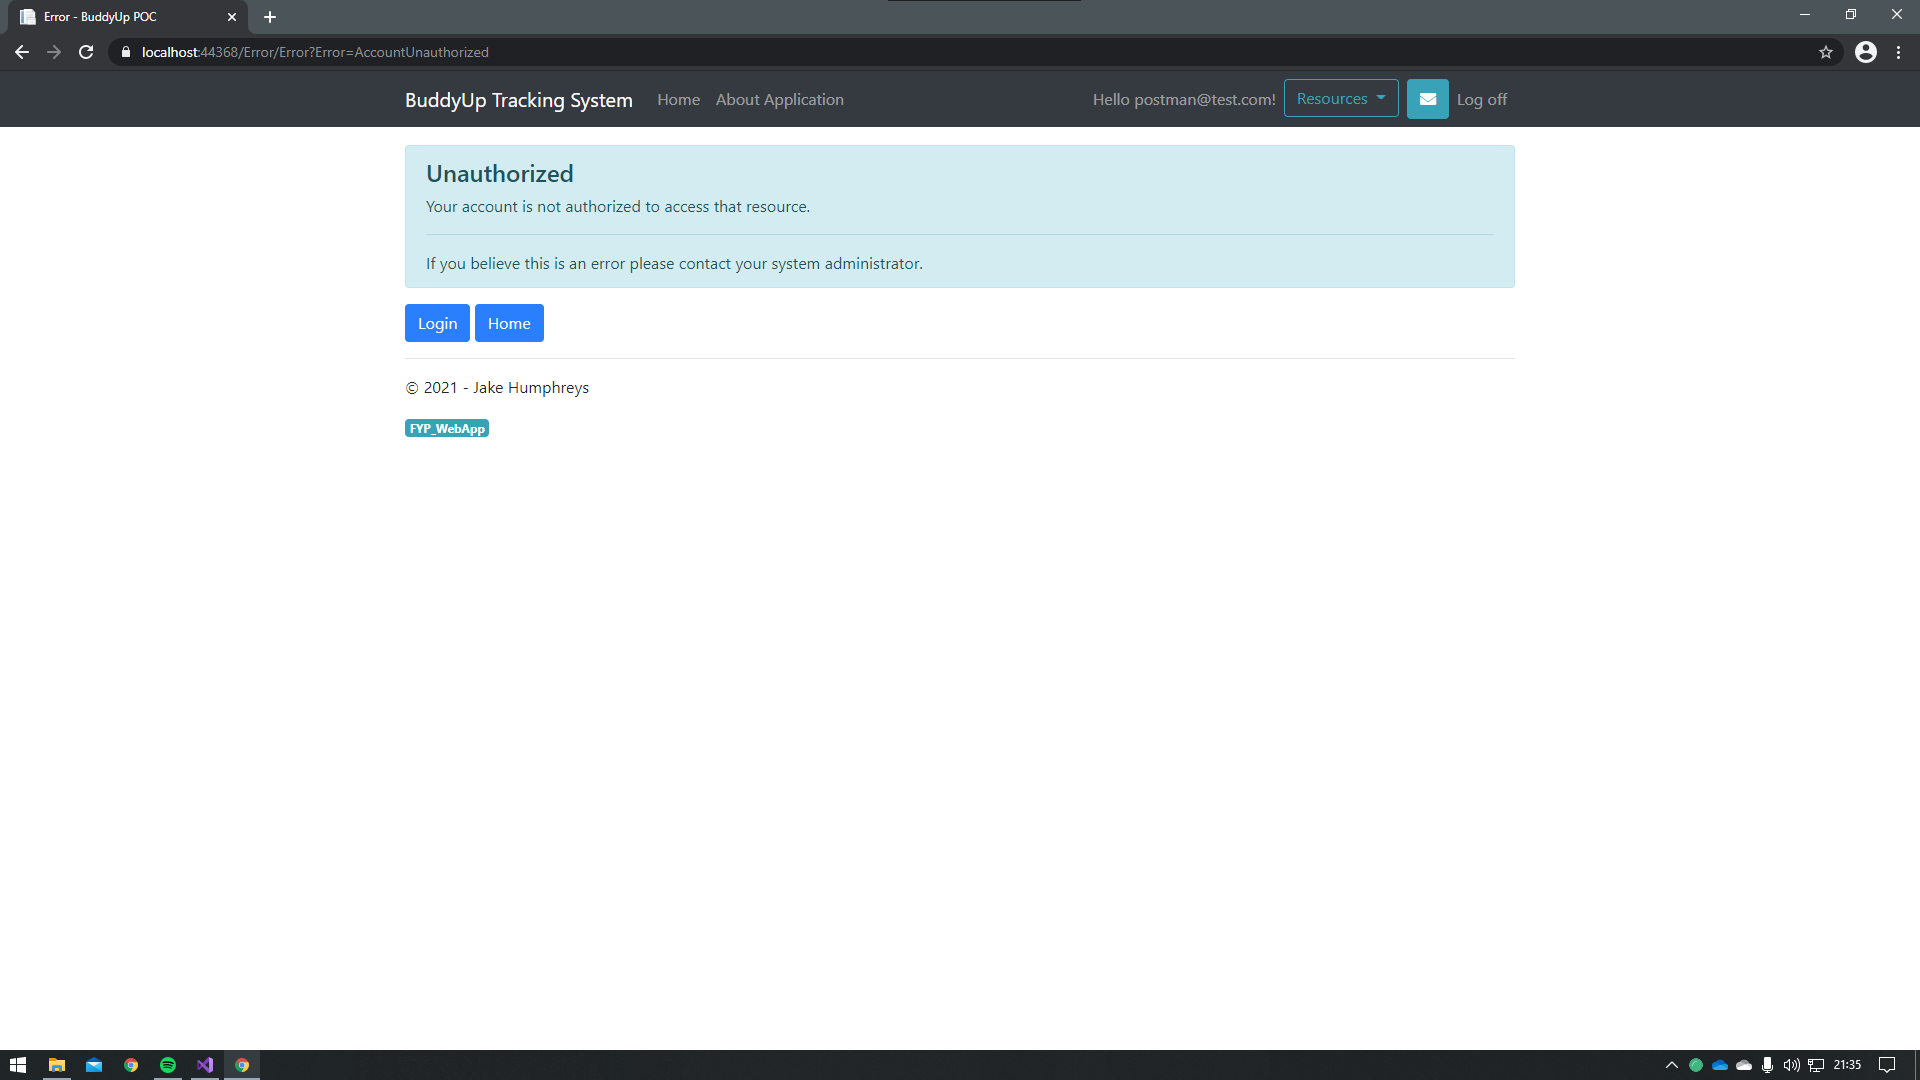 Error - BuddyUp POC
localhost:44368/Error/Error?Error=AccountUnauthorized
BuddyUp Tracking System Home About Application Hello postman@test.com! Resources Log off
Unauthorized
Your account is not authorized to access that resource.
If you believe this is an error please contact your system administrator.
Login Home
© 2021 - Jake Humphreys
FYP_WebApp
21:35